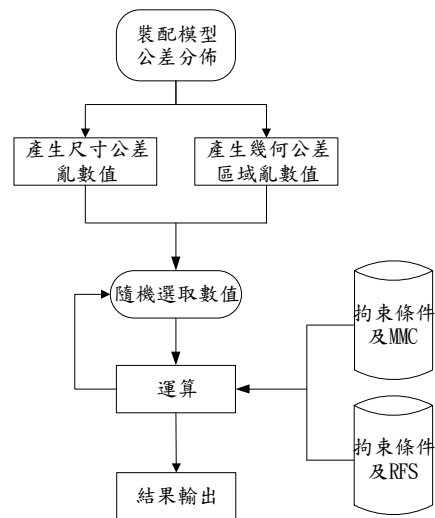 裝配模型
公差分佈
產生尺寸公差
亂數值
產生幾何公差
區域亂數值
隨機選取數值
拘束條件
及MMC
運算
拘束條件
及RFS
結果輸出